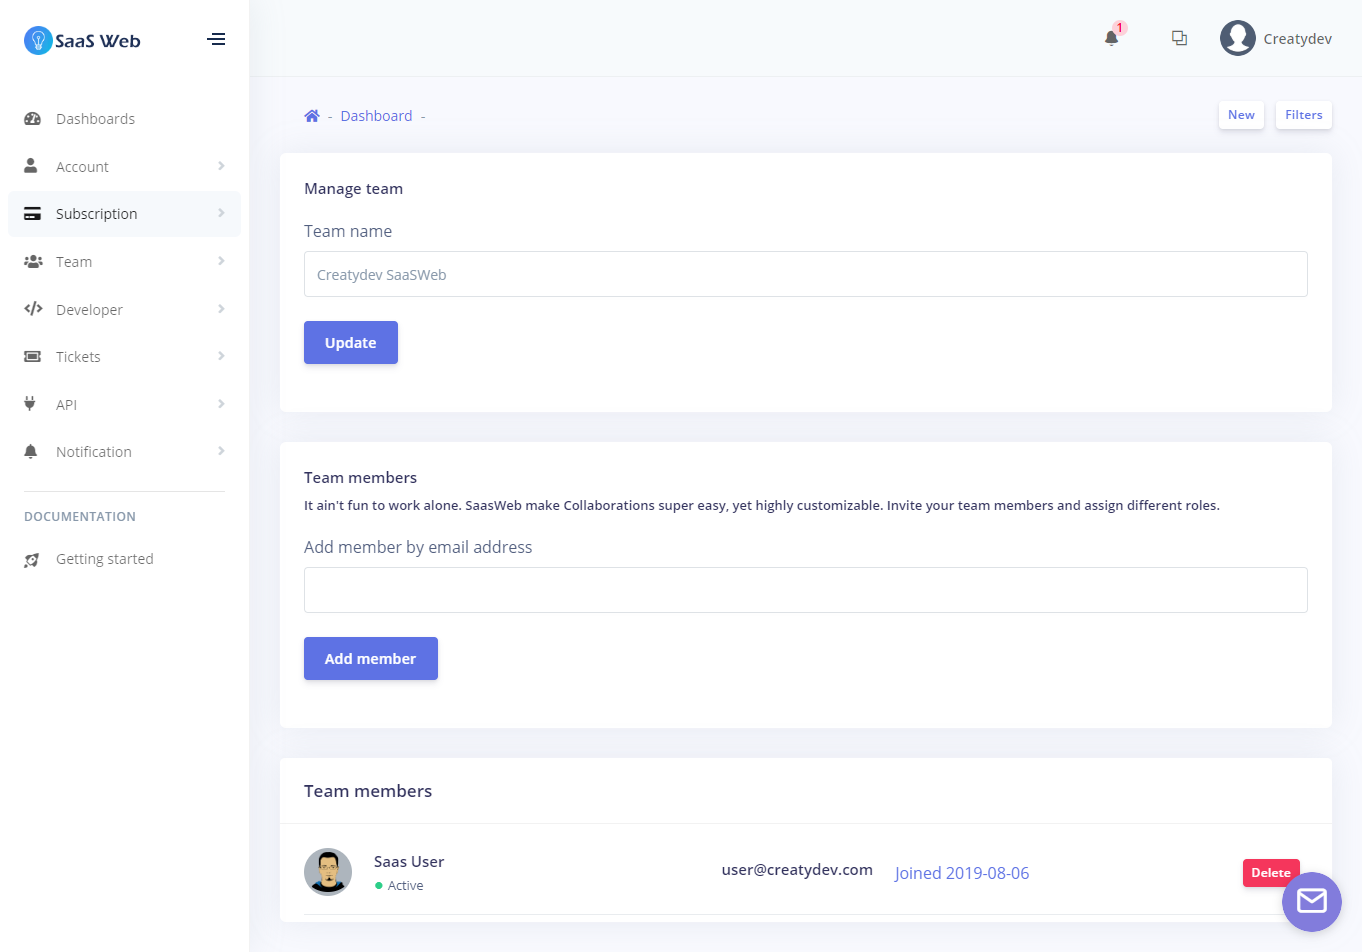 SaaS Web
1
Creatydev
Dashboards
Account
Subscription
Team
Developer
Tickets
API
Notification
DOCUMENTATION
Getting started
- Dashboard -
New
Filters
Manage team
Team name
Creatydev SaaSWeb
Update
Team members
It ain't fun to work alone. SaasWeb make Collaborations super easy, yet highly customizable. Invite your team members and assign different roles.
Add member by email address
Add member
Team members
Saas User
Active
user@creatydev.com
Joined 2019-08-06
Delete